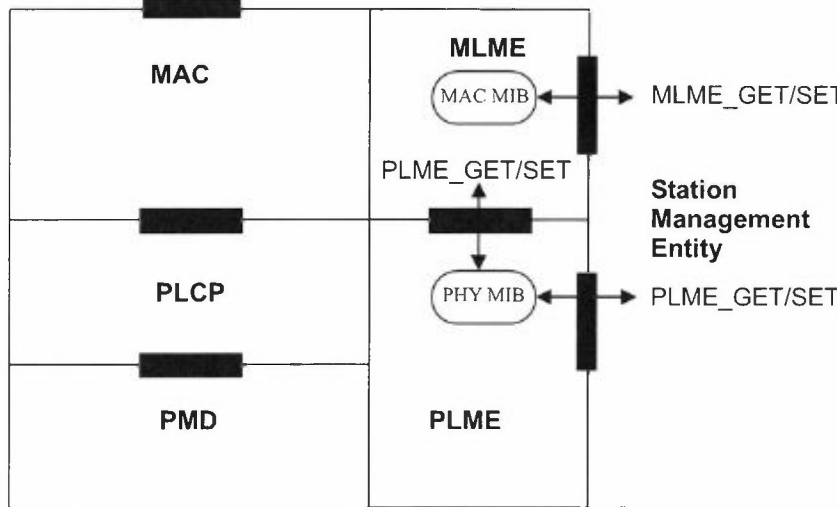 MLME
MAC
MAC MIB
MLME_GET/SET
PLME_GET/SET
Station
Management
Entity
PLCP
PHY MIB
PLME_GET/SET
PMD
PLME